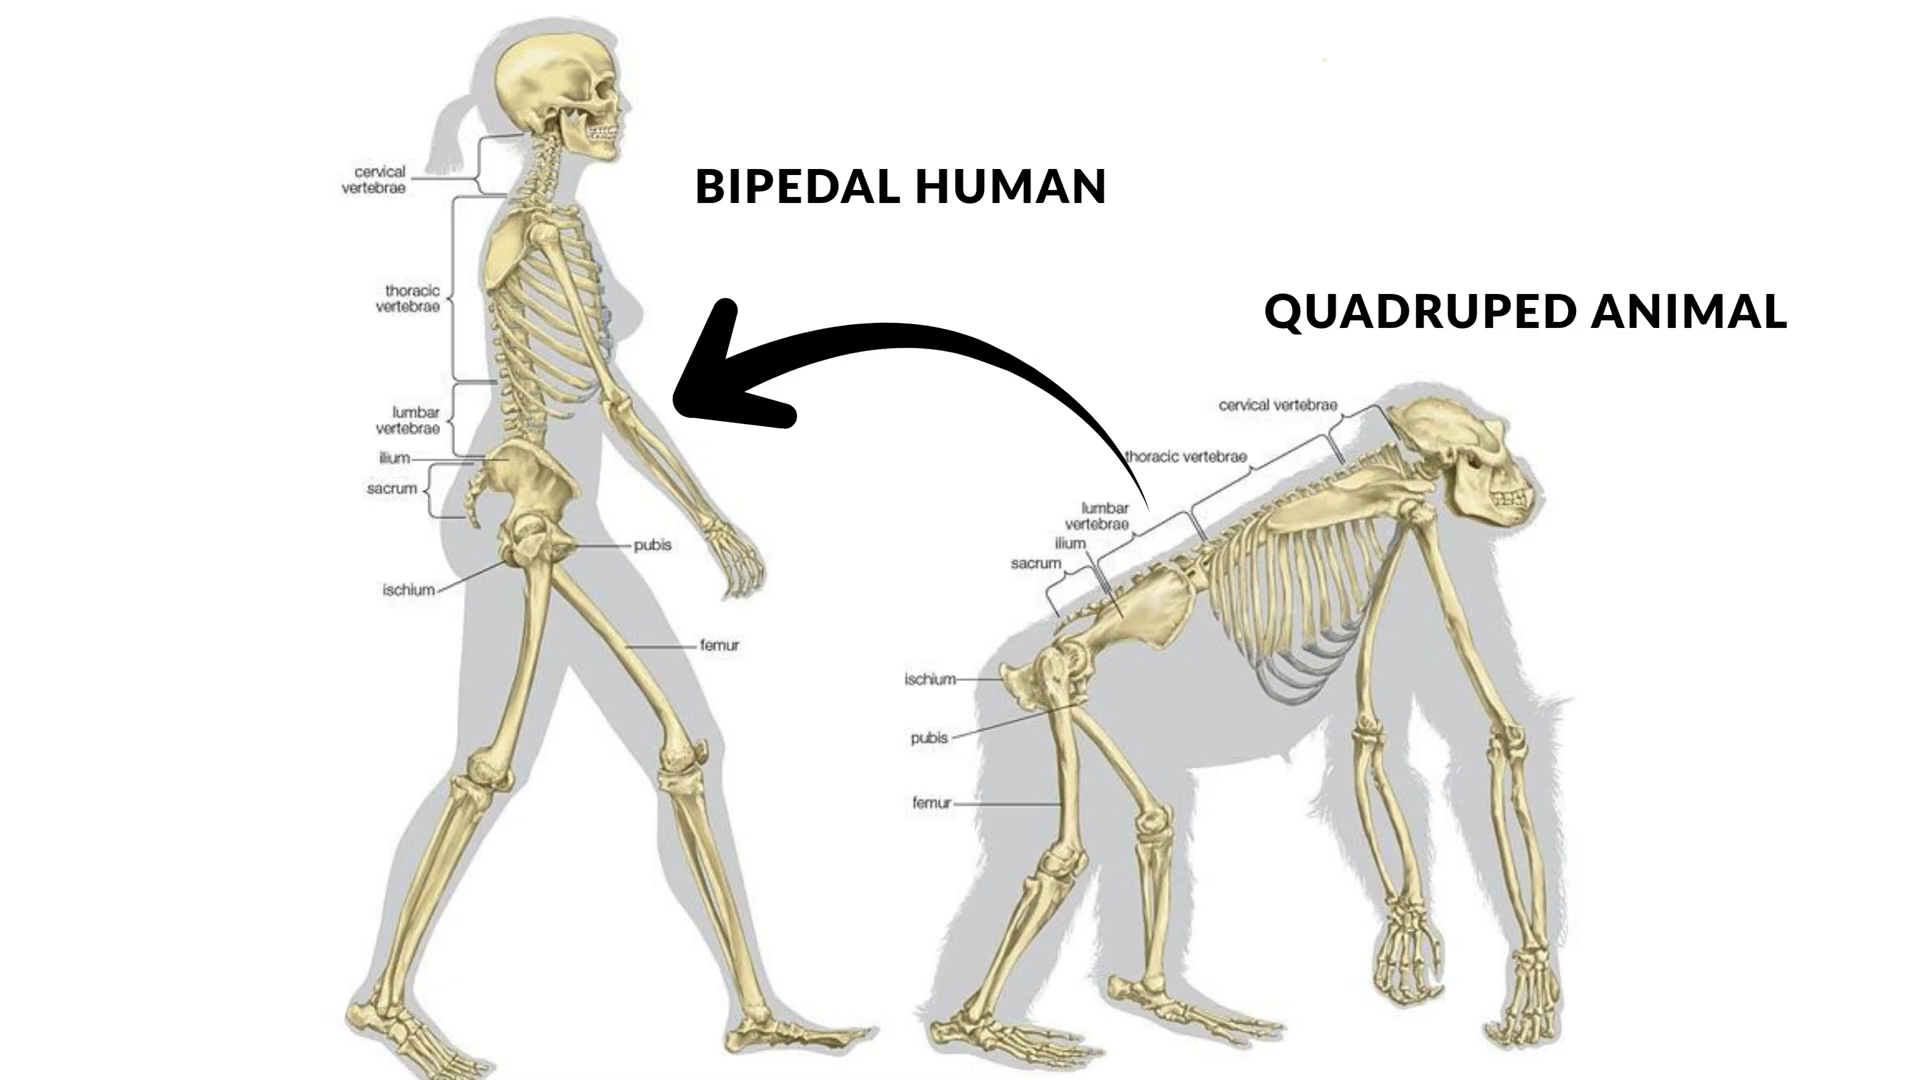 cervical
vertebrae
BIPEDAL HUMAN
thoracic
vertebrae
lumbar
vertebrae
ilium
sacrum
pubis
ischium
femur
QUADRUPED ANIMAL
cervical vertebrae
thoracic vertebrae
lumbar
vertebrae
ilium
sacrum
ischium
pubis
femur